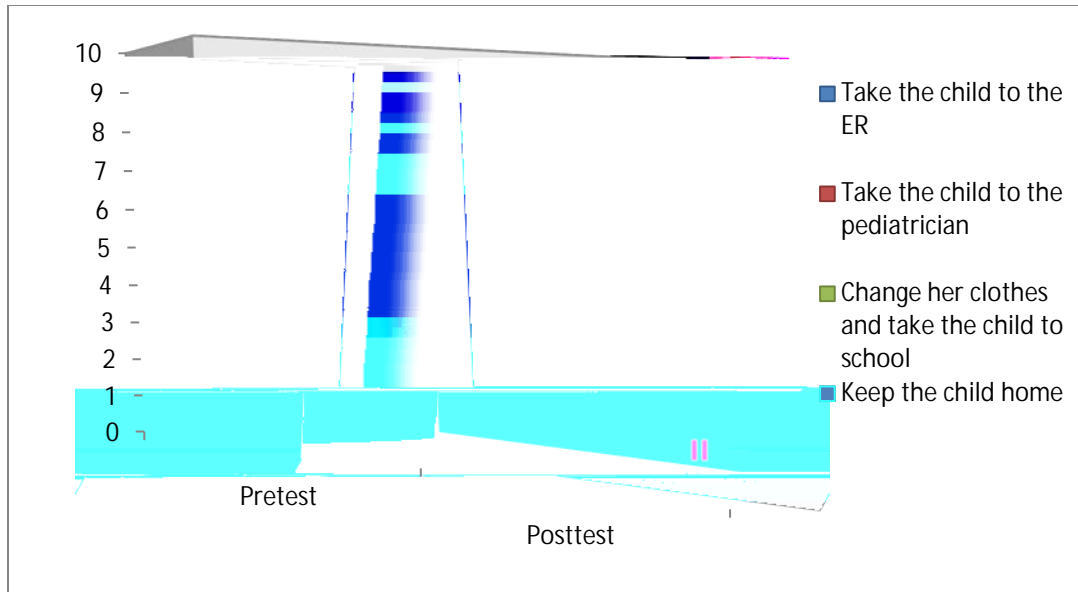 10
9
8
7
6
5
4
3
2
1
0
Pretest
Posttest
Take the child to the
ER
Take the child to the
pediatrician
Change her clothes
and take the child to
school
Keep the child home